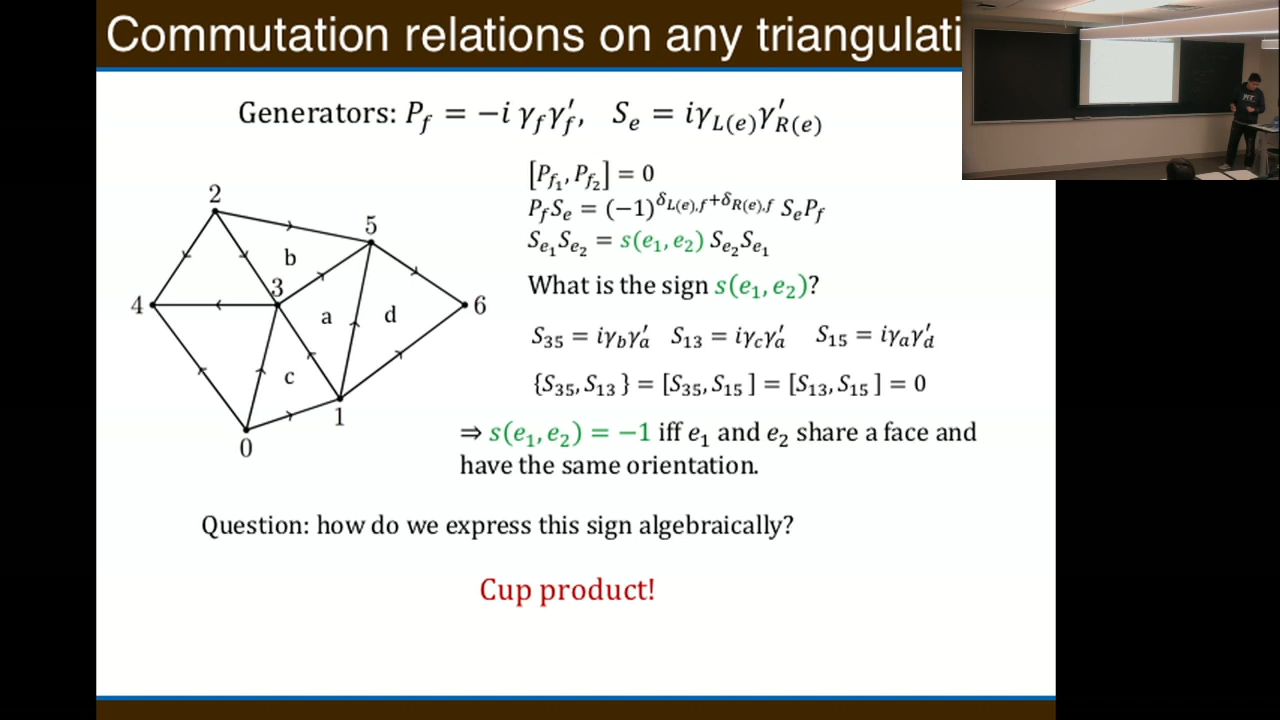 Commutation relations on any triangulati
Generators: P_f = −i γ_f γ′_f, S_e = iγ_{L(e)}γ′_{R(e)}
[P_{f_1}, P_{f_2}] = 0
P_f S_e = (−1)^{δ_{L(e),f}+δ_{R(e),f}} S_e P_f
S_{e_1} S_{e_2} = s(e_1, e_2) S_{e_2} S_{e_1}
What is the sign s(e_1, e_2)?
S_{35} = iγ_b γ′_a S_{13} = iγ_c γ′_a S_{15} = iγ_a γ′_d
{S_{35}, S_{13}} = [S_{35}, S_{15}] = [S_{13}, S_{15}] = 0
⇒ s(e_1, e_2) = −1 iff e_1 and e_2 share a face and
have the same orientation.
2
5
b
3
4
a
d
6
c
1
0
Question: how do we express this sign algebraically?
Cup product!